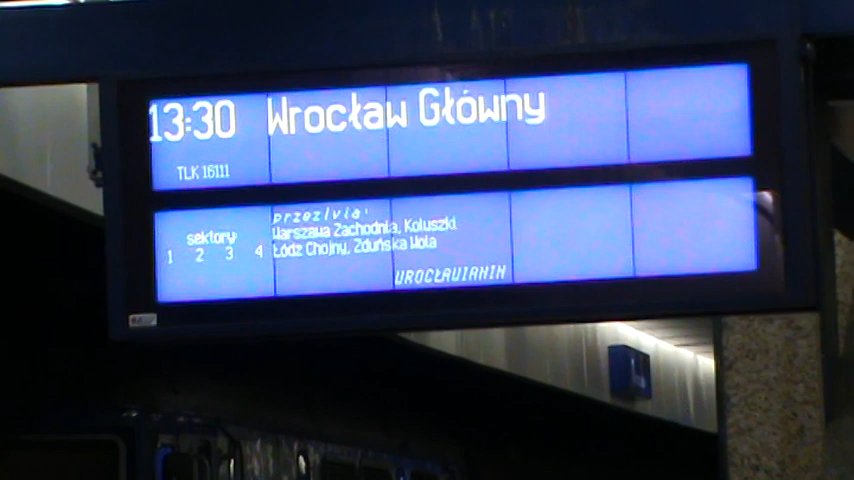 13:30 Wrocław Główny
TLK 16111
przez/via:
sektory:
Warszawa Zachodnia, Koluszki
1 2 3 4
Łódź Chojny, Zduńska Wola
WROCŁAWIANIN